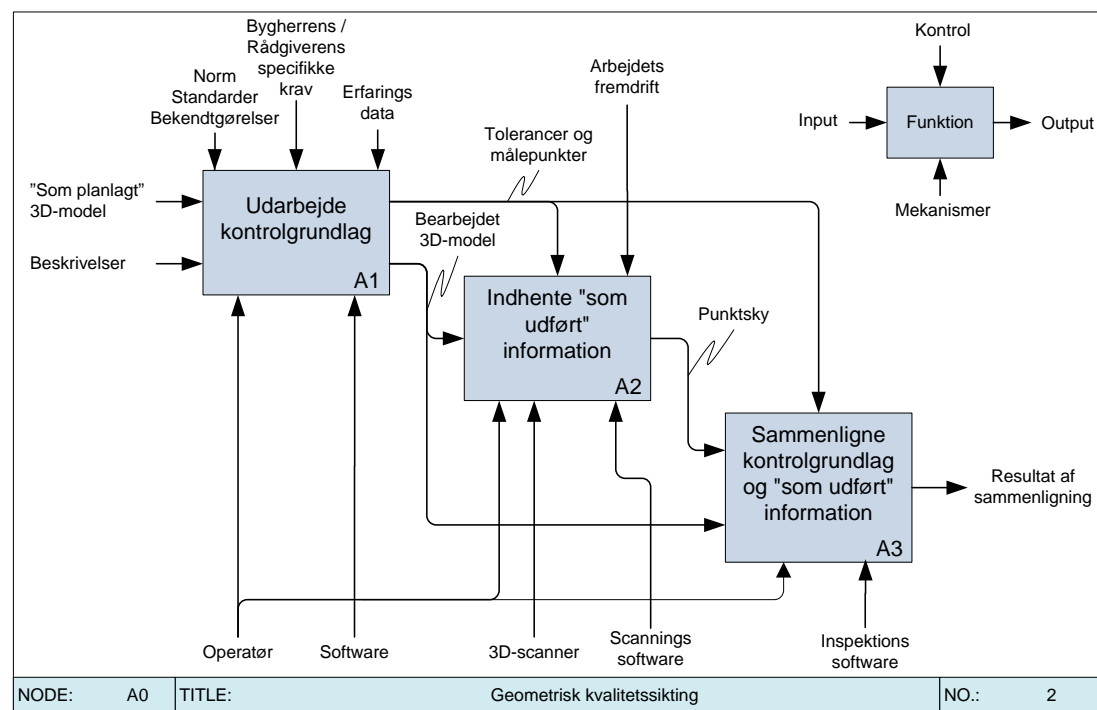 Bygherrens /
Rådgiverens
specifikke
krav
Norm
Standarder
Bekendtgørelser
Erfarings
data
Arbejdets
fremdrift
Kontrol
Input
Funktion
Output
Mekanismer
Tolerancer og
målepunkter
"Som planlagt"
3D-model
Beskrivelser
Udarbejde
kontrolgrundlag
A1
Bearbejdet
3D-model
Indhente "som
udført"
information
A2
Punktsky
Sammenligne
kontrolgrundlag
og "som udført"
information
A3
Resultat af
sammenligning
Operatør
Software
3D-scanner
Scannings
software
Inspektions
software
NODE: A0 TITLE: Geometrisk kvalitetssikting NO.: 2